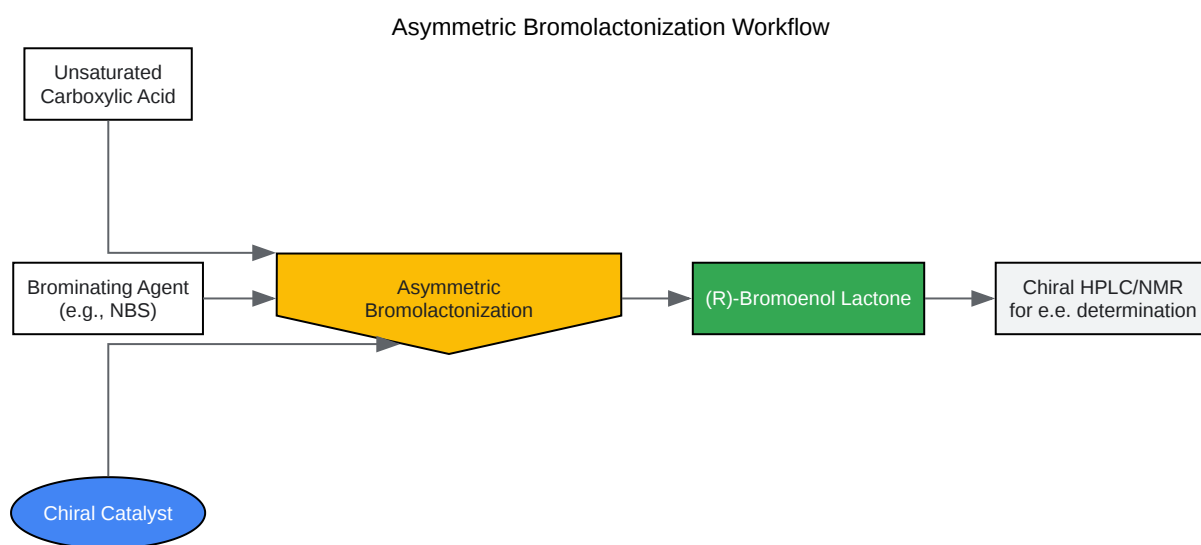 Asymmetric Bromolactonization Workflow
Unsaturated
Carboxylic Acid
Brominating Agent
(e.g., NBS)
Asymmetric
Bromolactonization
(R)-Bromoenol Lactone
Chiral HPLC/NMR
for e.e. determination
Chiral Catalyst